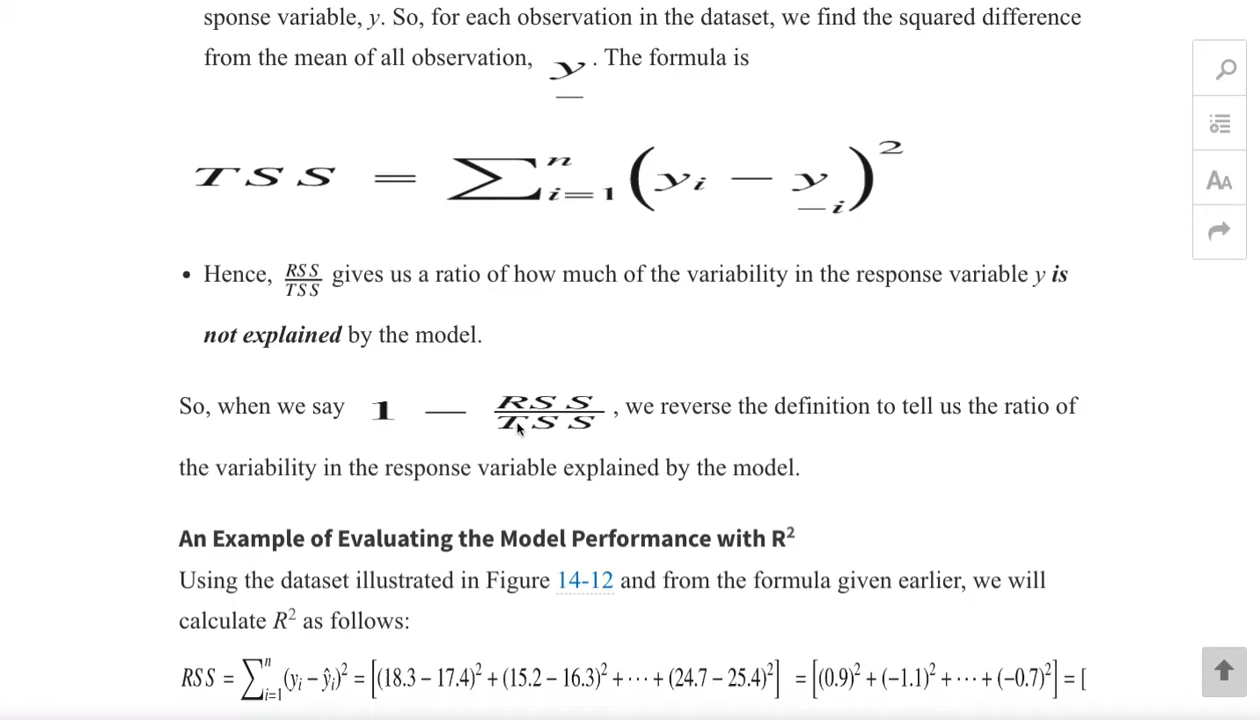 sponse variable, y. So, for each observation in the dataset, we find the squared difference
from the mean of all observation, y̲ . The formula is
TSS = ∑ⁿᵢ₌₁ (yᵢ − y̲ᵢ)²
• Hence, RSS/TSS gives us a ratio of how much of the variability in the response variable y is
not explained by the model.
So, when we say 1 − RSS/TSS , we reverse the definition to tell us the ratio of
the variability in the response variable explained by the model.
An Example of Evaluating the Model Performance with R²
Using the dataset illustrated in Figure 14-12 and from the formula given earlier, we will
calculate R² as follows:
RSS = ∑ⁿᵢ₌₁ (yᵢ − ŷᵢ)² = [(18.3 − 17.4)² + (15.2 − 16.3)² + ⋯ + (24.7 − 25.4)²] = [(0.9)² + (−1.1)² + ⋯ + (−0.7)²] = [
AA